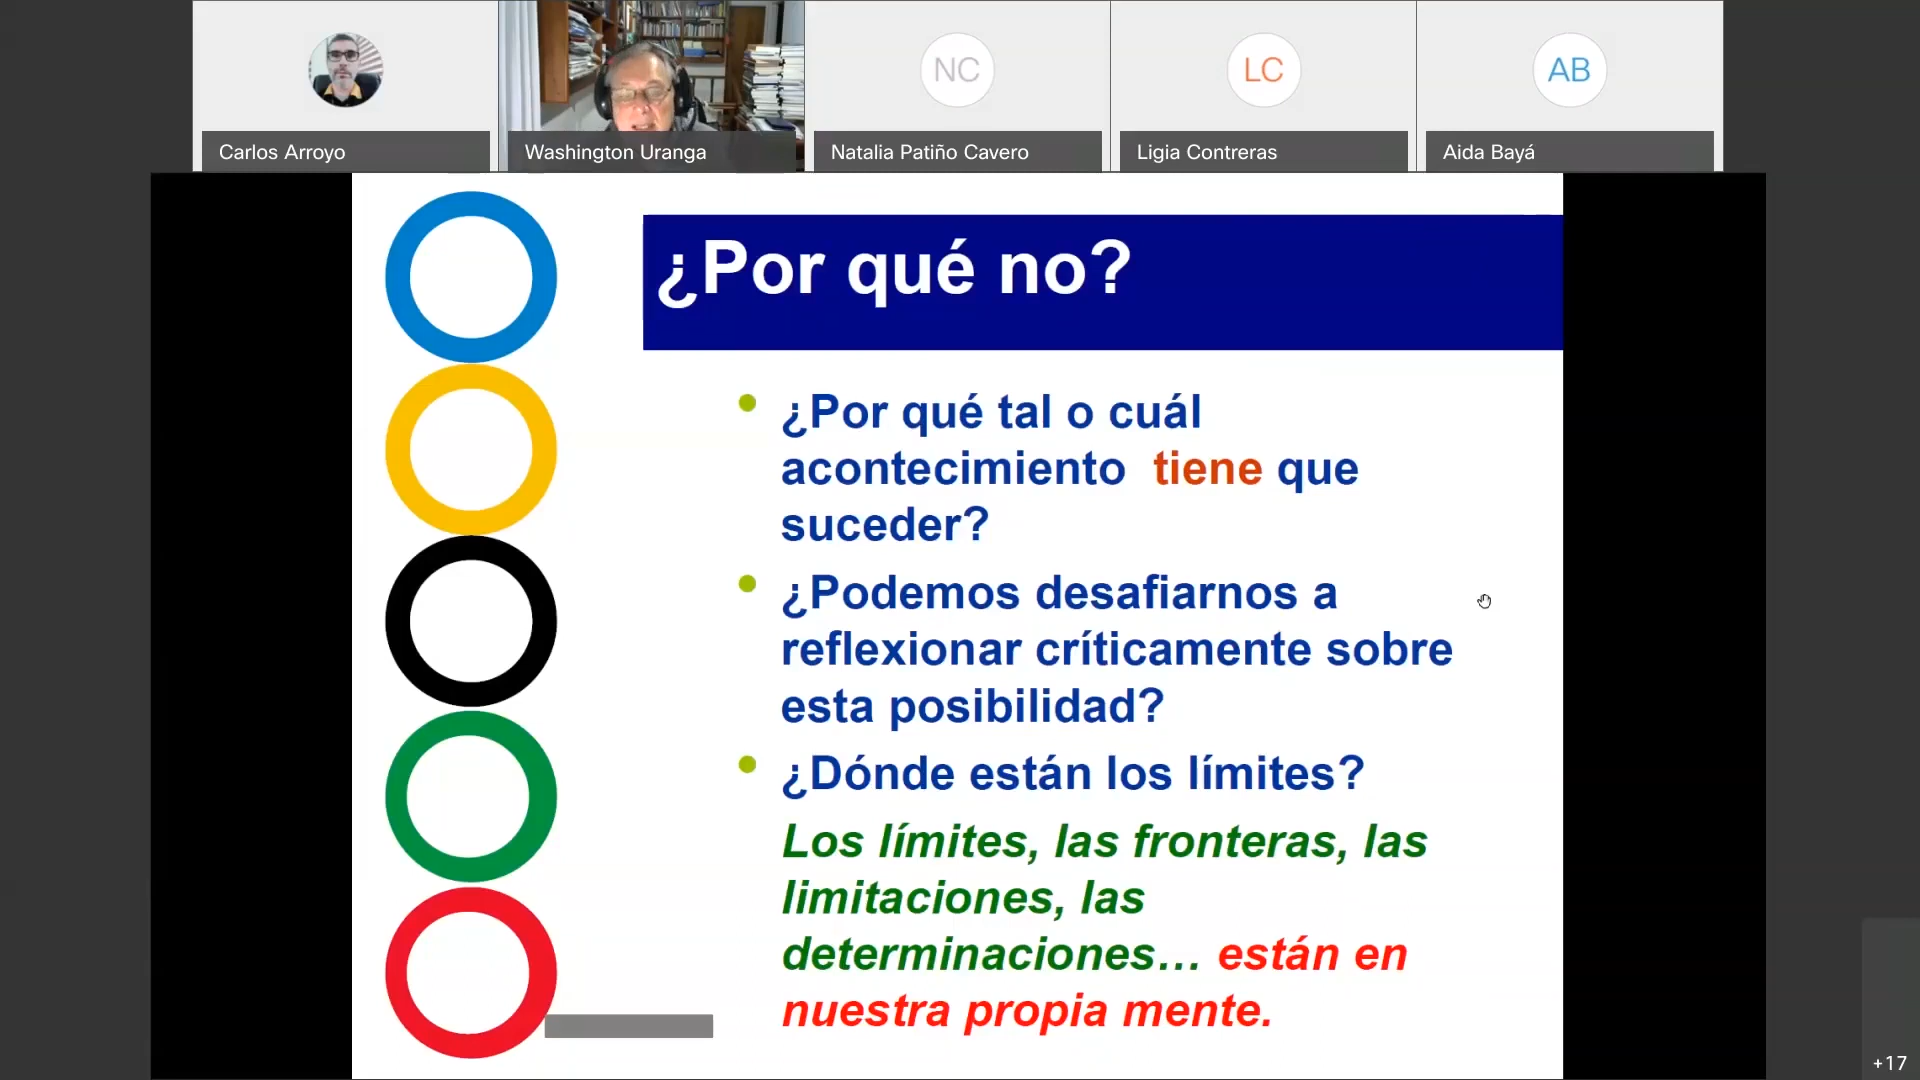 NC
LC
AB
Carlos Arroyo
Washington Uranga
Natalia Patiño Cavero
Ligia Contreras
Aida Bayá
¿Por qué no?
¿Por qué tal o cuál
acontecimiento tiene que
suceder?
¿Podemos desafiarnos a
reflexionar críticamente sobre
esta posibilidad?
¿Dónde están los límites?
Los límites, las fronteras, las
limitaciones, las
determinaciones... están en
nuestra propia mente.
+17